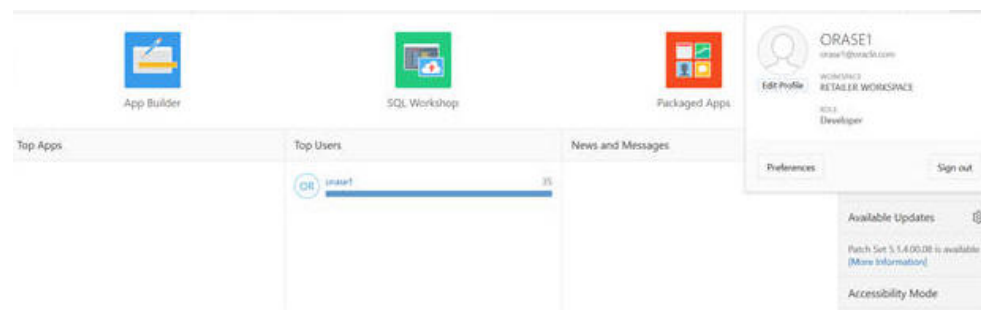 App Builder
SQL Workshop
Packaged Apps
ORASE1
orase1@oracle.com
Edit Profile
WORKSPACE
RETAILER WORKSPACE
ROLE
Developer
Preferences
Sign out
Top Apps
Top Users
News and Messages
OR
orase1
35
Available Updates
Patch Set 5.1.4.00.08 is available
[More Information]
Accessibility Mode